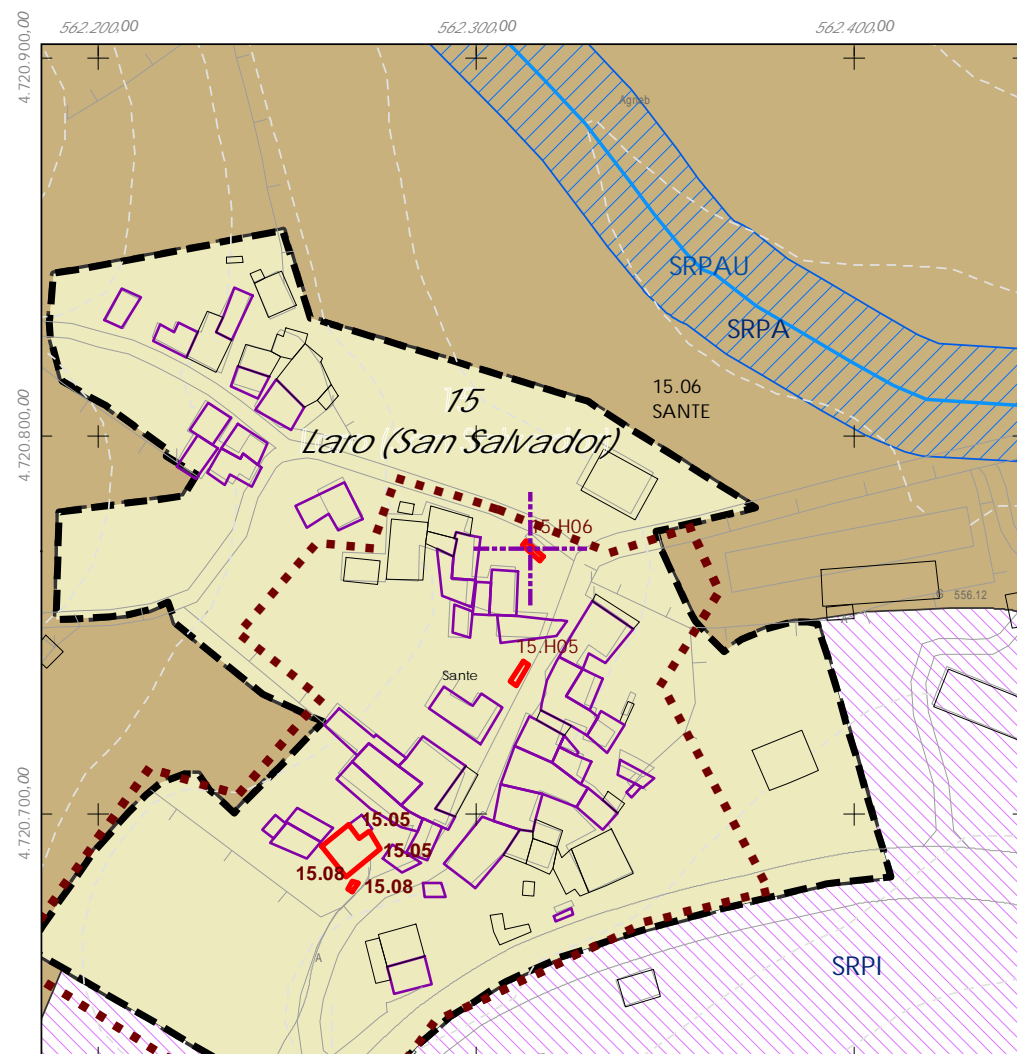 562.200,00
562.300,00
562.400,00
4.720.900,00
4.720.800,00
4.720.700,00
SRPAU
SRPA
15.06
SANTE
15
Laro (San Salvador)
15.H06
G 556.12
A
15.H05
Sante
15.05
15.05
15.08
15.08
A
SRPI